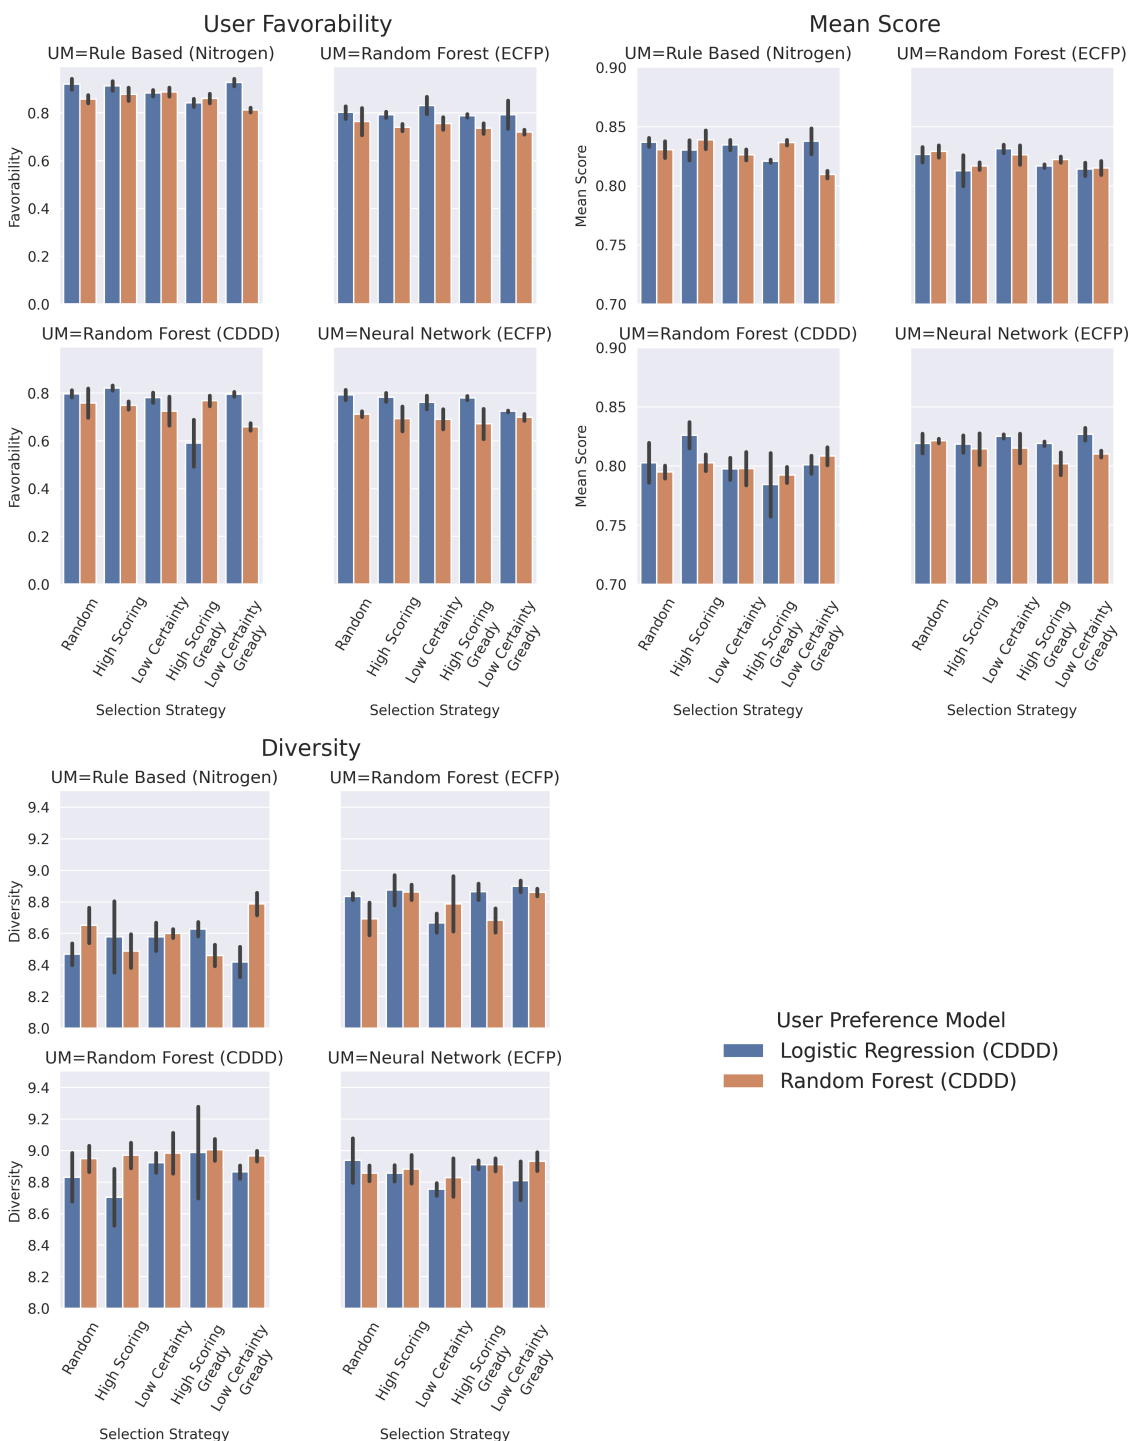 User Favorability
Mean Score
UM=Rule Based (Nitrogen)
UM=Random Forest (ECFP)
UM=Rule Based (Nitrogen)
UM=Random Forest (ECFP)
Favorability
0.8
0.6
0.4
0.2
0.0
Mean Score
0.90
0.85
0.80
0.75
0.70
UM=Random Forest (CDDD)
UM=Neural Network (ECFP)
UM=Random Forest (CDDD)
UM=Neural Network (ECFP)
Favorability
0.8
0.6
0.4
0.2
0.0
Mean Score
0.90
0.85
0.80
0.75
0.70
Random
High Scoring
Low Certainty
High Scoring
Gready
Low Certainty
Gready
Random
High Scoring
Low Certainty
High Scoring
Gready
Low Certainty
Gready
Random
High Scoring
Low Certainty
High Scoring
Gready
Low Certainty
Gready
Random
High Scoring
Low Certainty
High Scoring
Gready
Low Certainty
Gready
Selection Strategy
Selection Strategy
Selection Strategy
Selection Strategy
Diversity
UM=Rule Based (Nitrogen)
UM=Random Forest (ECFP)
Diversity
9.4
9.2
9.0
8.8
8.6
8.4
8.2
8.0
User Preference Model
Logistic Regression (CDDD)
Random Forest (CDDD)
UM=Random Forest (CDDD)
UM=Neural Network (ECFP)
Diversity
9.4
9.2
9.0
8.8
8.6
8.4
8.2
8.0
Random
High Scoring
Low Certainty
High Scoring
Gready
Low Certainty
Gready
Random
High Scoring
Low Certainty
High Scoring
Gready
Low Certainty
Gready
Selection Strategy
Selection Strategy